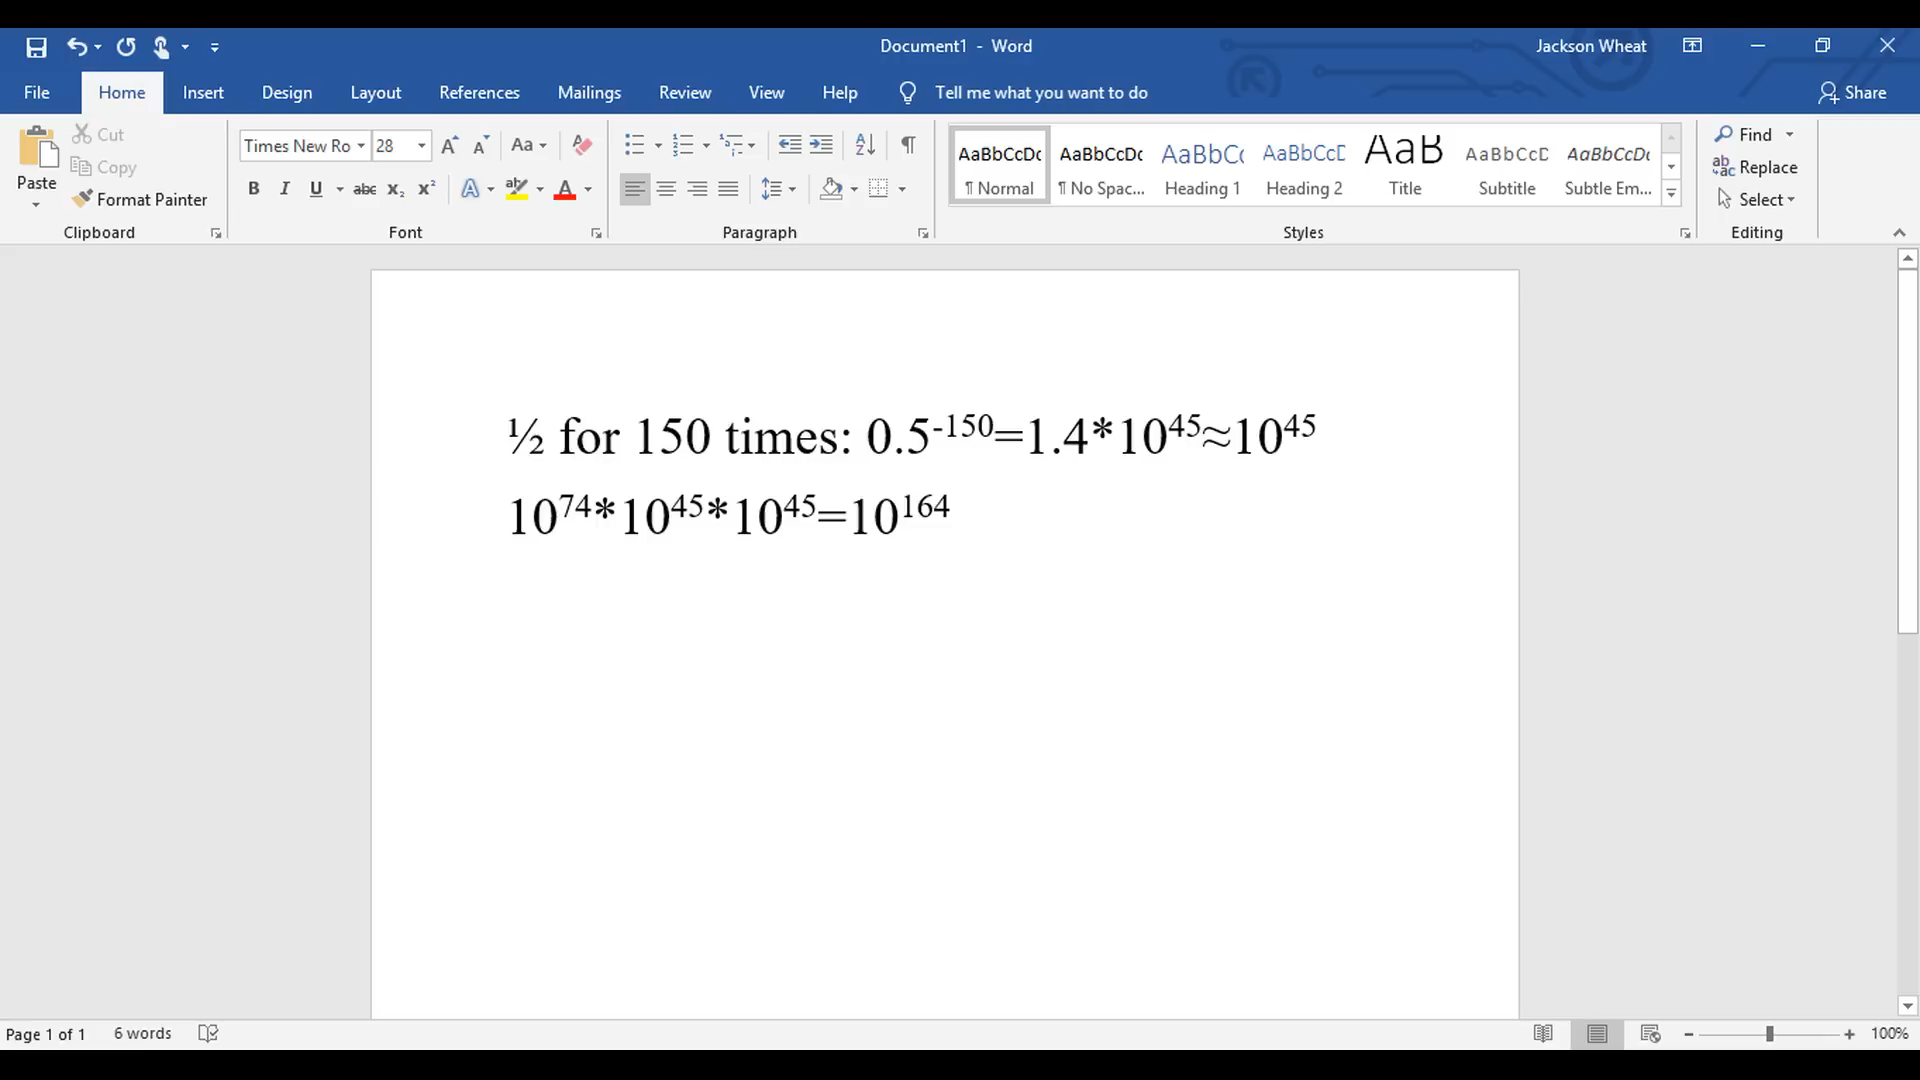 Document1 - Word
Jackson Wheat
File Home Insert Design Layout References Mailings Review View Help Tell me what you want to do Share
Paste
Cut
Copy
Format Painter
Clipboard
Times New Ro 28
Aa
B I U abc x₂ x² A A
Font
Paragraph
AaBbCcDc AaBbCcDc AaBbCc AaBbCcD AaB AaBbCcD AaBbCcDc
¶ Normal ¶ No Spac... Heading 1 Heading 2 Title Subtitle Subtle Em...
Styles
Find
Replace
Select
Editing
½ for 150 times: 0.5⁻¹⁵⁰=1.4*10⁴⁵≈10⁴⁵
10⁷⁴*10⁴⁵*10⁴⁵=10¹⁶⁴
Page 1 of 1 6 words 100%